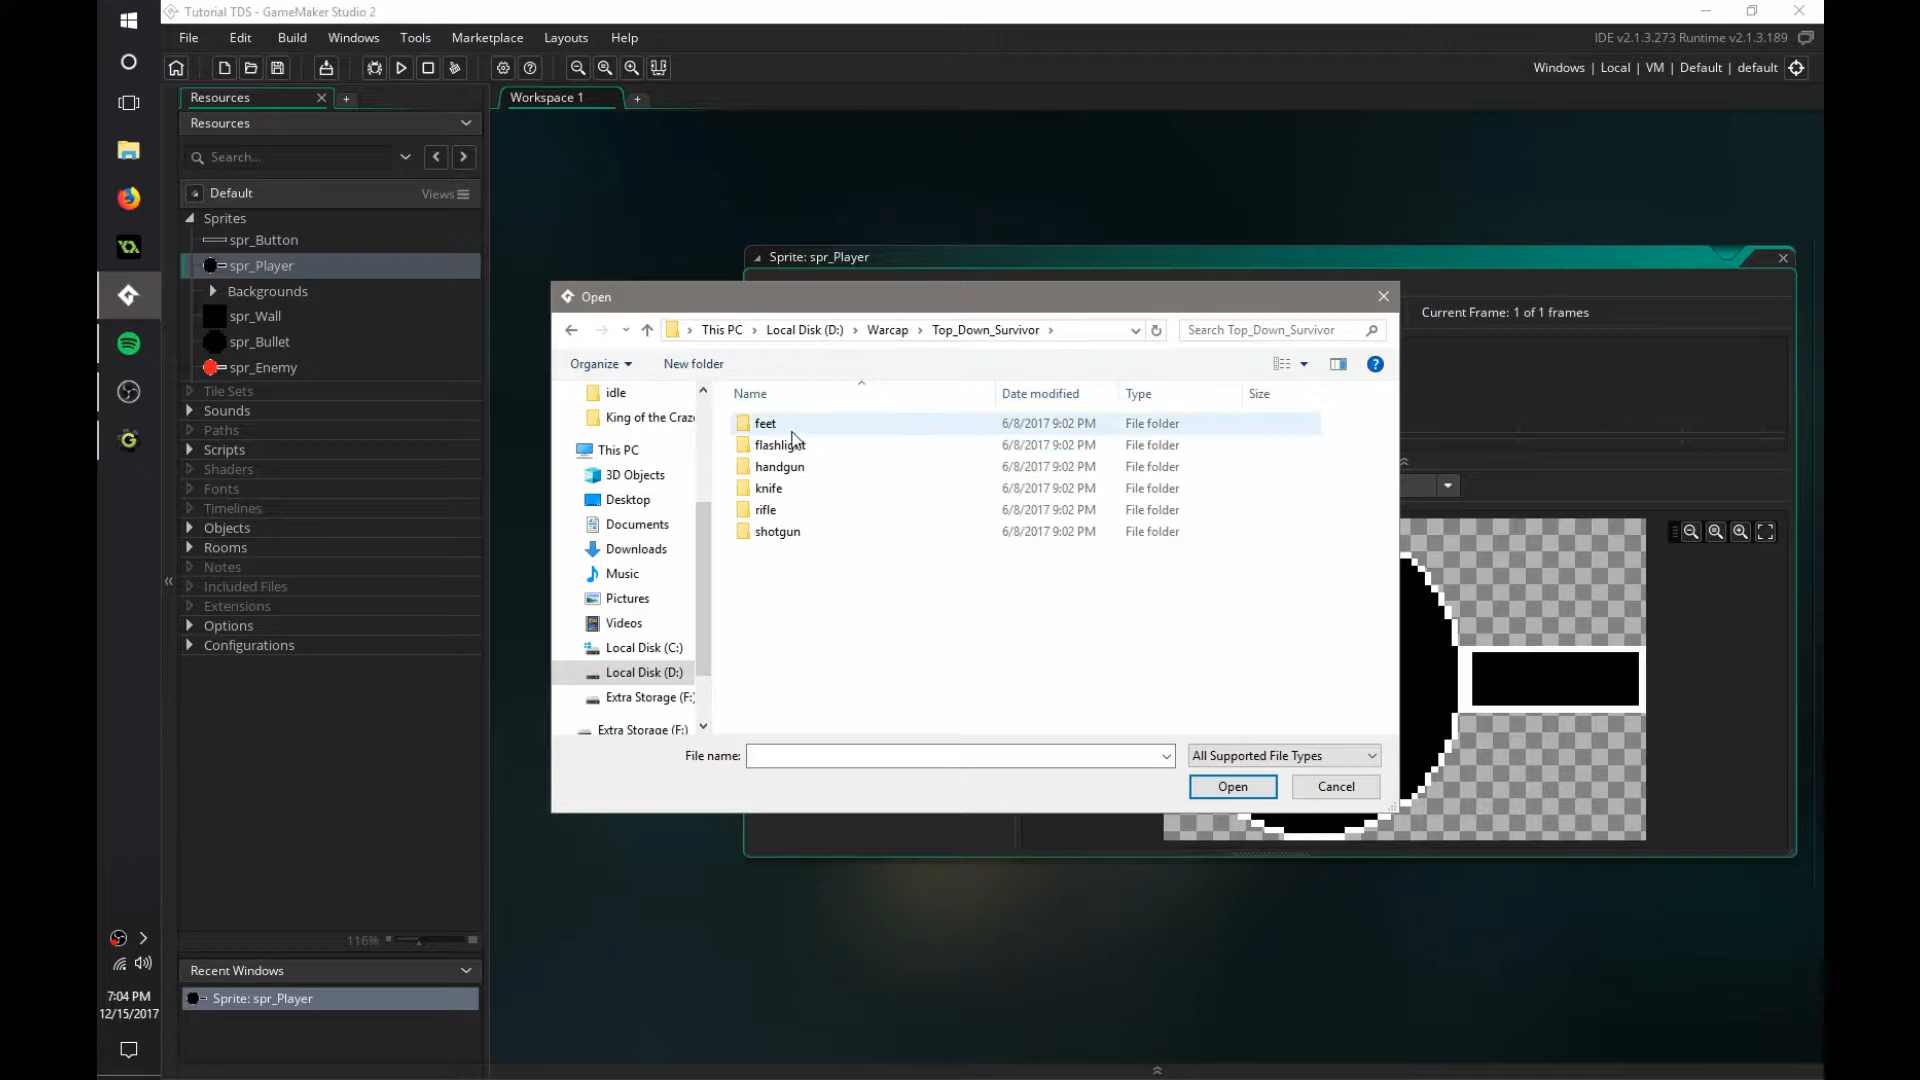 Tutorial TDS - GameMaker Studio 2
File Edit Build Windows Tools Marketplace Layouts Help
IDE v2.1.3.273 Runtime v2.1.3.189
Windows | Local | VM | Default | default
Resources
Workspace 1
Resources
Search...
Default
Views
Sprites
spr_Button
spr_Player
Backgrounds
spr_Wall
spr_Bullet
spr_Enemy
Tile Sets
Sounds
Paths
Scripts
Shaders
Fonts
Timelines
Objects
Rooms
Notes
Included Files
Extensions
Options
Configurations
116%
Recent Windows
Sprite: spr_Player
7:04 PM
12/15/2017
Sprite: spr_Player
Current Frame: 1 of 1 frames
Open
This PC > Local Disk (D:) > Warcap > Top_Down_Survivor >
Search Top_Down_Survivor
Organize
New folder
idle
King of the Craz
This PC
3D Objects
Desktop
Documents
Downloads
Music
Pictures
Videos
Local Disk (C:)
Local Disk (D:)
Extra Storage (F:)
Extra Storage (F:)
Name Date modified Type Size
feet 6/8/2017 9:02 PM File folder
flashlight 6/8/2017 9:02 PM File folder
handgun 6/8/2017 9:02 PM File folder
knife 6/8/2017 9:02 PM File folder
rifle 6/8/2017 9:02 PM File folder
shotgun 6/8/2017 9:02 PM File folder
File name:
All Supported File Types
Open
Cancel